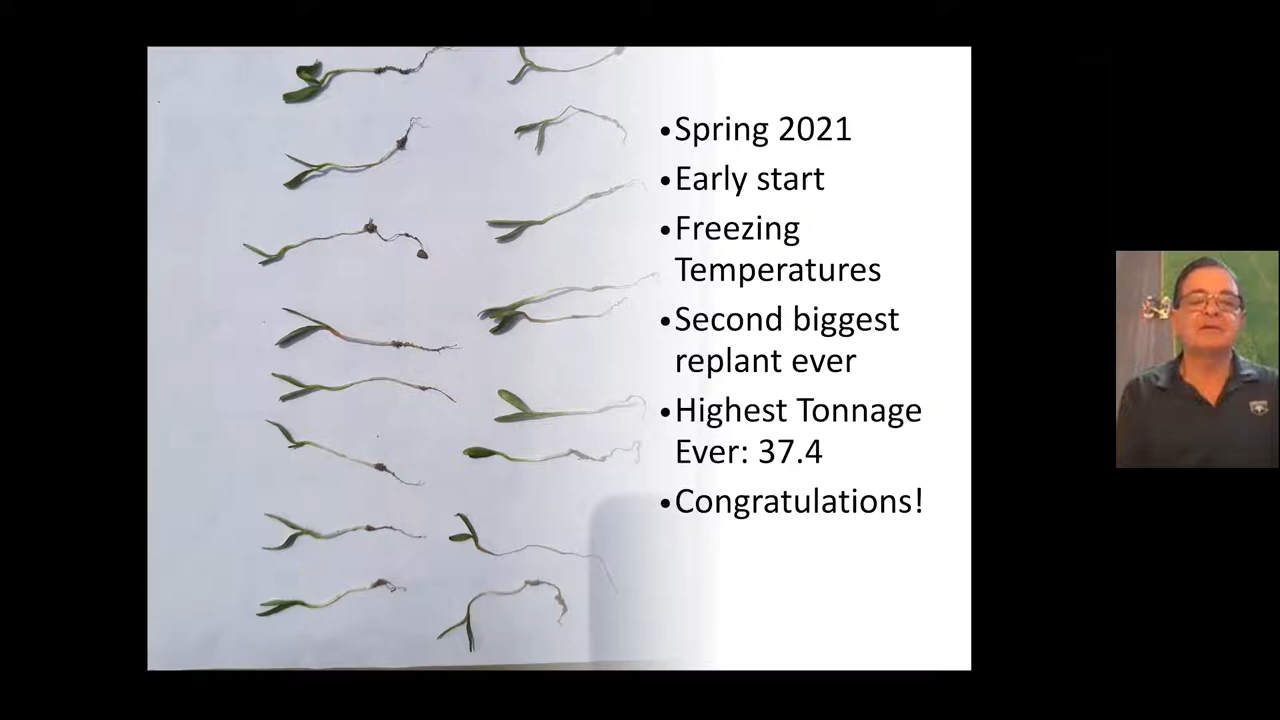 •Spring 2021
•Early start
•Freezing
Temperatures
•Second biggest
replant ever
•Highest Tonnage
Ever: 37.4
•Congratulations!